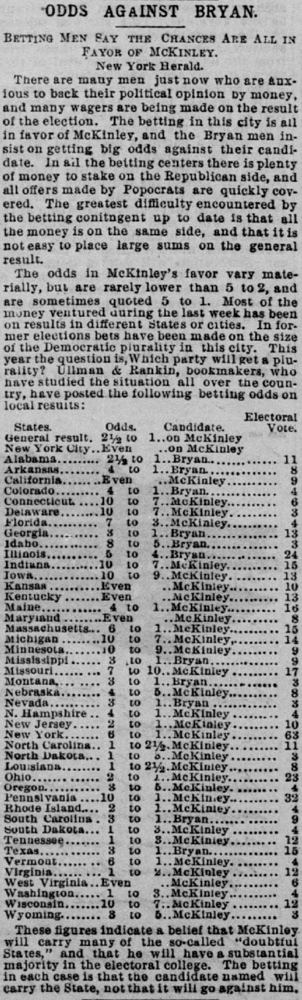 ODDS AGAINST BRYAN.
BETTING MEN SAY THE CHANCES ARE ALL IN
FAVOR OF MCKINLEY.
New York Herald.
There are many men just now who are anx-
ious to back their political opinion by money,
and many wagers are being made on the result
of the election. The betting in this city is all
in favor of McKinley, and the Bryan men in-
sist on getting big odds against their candi-
date. In all the betting centers there is plenty
of money to stake on the Republican side, and
all offers made by Popocrats are quickly cov-
ered. The greatest difficulty encountered by
the betting conitngent up to date is that all
the money is on the same side, and that it is
not easy to place large sums on the general
result.
The odds in McKinley's favor vary mate-
rially, but are rarely lower than 5 to 2, and
are sometimes quoted 5 to 1. Most of the
money ventured during the last week has been
on results in different States or cities. In for-
mer elections bets have been made on the size
of the Democratic plurality in this city. This
year the question is, Which party will get a plu-
rality? Ullman & Rankin, bookmakers, who
have studied the situation all over the coun-
try, have posted the following betting odds on
local results:
Electoral
States. Odds. Candidate. Vote.
General result. 2½ to 1..on McKinley
New York City..Even ..on McKinley
Alabama......... 2½ to 1..Bryan.............. 11
Arkansas........ 4 to 1..Bryan............... 8
California.......Even ..McKinley........... 9
Colorado......... 4 to 1..Bryan............... 4
Connecticut ....10 to 7..McKinley........... 6
Delaware........10 to 7..McKinley........... 3
Florida.......... 7 to 3..McKinley........... 4
Georgia.......... 3 to 1..Bryan.............. 13
Idaho............ 8 to 5..Bryan............... 3
Illinois.......... 5 to 4..Bryan.............. 24
Indiana..........10 to 7..McKinley.......... 15
Iowa.............10 to 9..McKinley.......... 13
Kansas ..........Even ..McKinley.......... 10
Kentucky .......Even ..McKinley.......... 13
Maine............ 4 to 1..McKinley.......... 16
Maryland .......Even ..McKinley........... 8
Massachusetts... 6 to 1..McKinley.......... 15
Michigan ........10 to 7..McKinley.......... 14
Minnesota.......10 to 9..McKinley........... 9
Mississippi ...... 3 to 1..Bryan............... 9
Missouri......... 7 to 10..McKinley ......... 17
Montana......... 3 to 1..Bryan............... 3
Nebraska........ 4 to 5..McKinley........... 8
Nevada.......... 3 to 1..Bryan .............. 3
N. Hampshire .. 4 to 1..McKinley .......... 4
New Jersey..... 2 to 1..McKinley.......... 10
New York....... 6 to 1..McKinley.......... 63
North Carolina.. 1 to 2½.McKinley.......... 11
North Dakota... 1 to ..McKinley........... 3
Louisiana........ 1 to 2½.McKinley........... 8
Ohio............. 2 to 1..McKinley.......... 23
Oregon........... 3 to 5..McKinley........... 4
Pennslvania ....10 to 1..McKinley.......... 32
Rhode Island.... 2 to 1..McKinley........... 4
South Carolina . 3 to 1..Bryan............... 9
South Dakota... 1 to 3..McKinley .......... 4
Tennessee....... 1 to 3..McKinley.......... 12
Texas............ 3 to 1..Bryan.............. 15
Vermont......... 6 to 1..McKinley........... 4
Virginia.......... 1 to 2..McKinley.......... 12
West Virginia..Even ..McKinley........... 6
Washington..... 1 to 3..McKinley........... 4
Wisconsin.......10 to 7..McKinley.......... 12
Wyoming........ 3 to 5..McKinley........... 3
These figures indicate a belief that McKinley
will carry many of the so-called "doubtful
States," and that he will have a substantial
majority in the electoral college. The betting
in each case is that the candidate named will
carry the State, not that it will go against him.